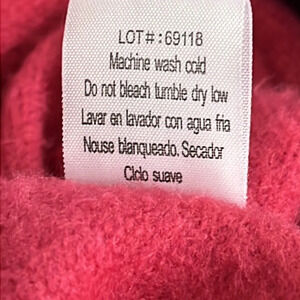 LOT#:69118
Machine wash cold
Do not bleach tumble dry low
Lavar en lavador con agua fria
Nouse blanqueado. Secador
Ciclo suave